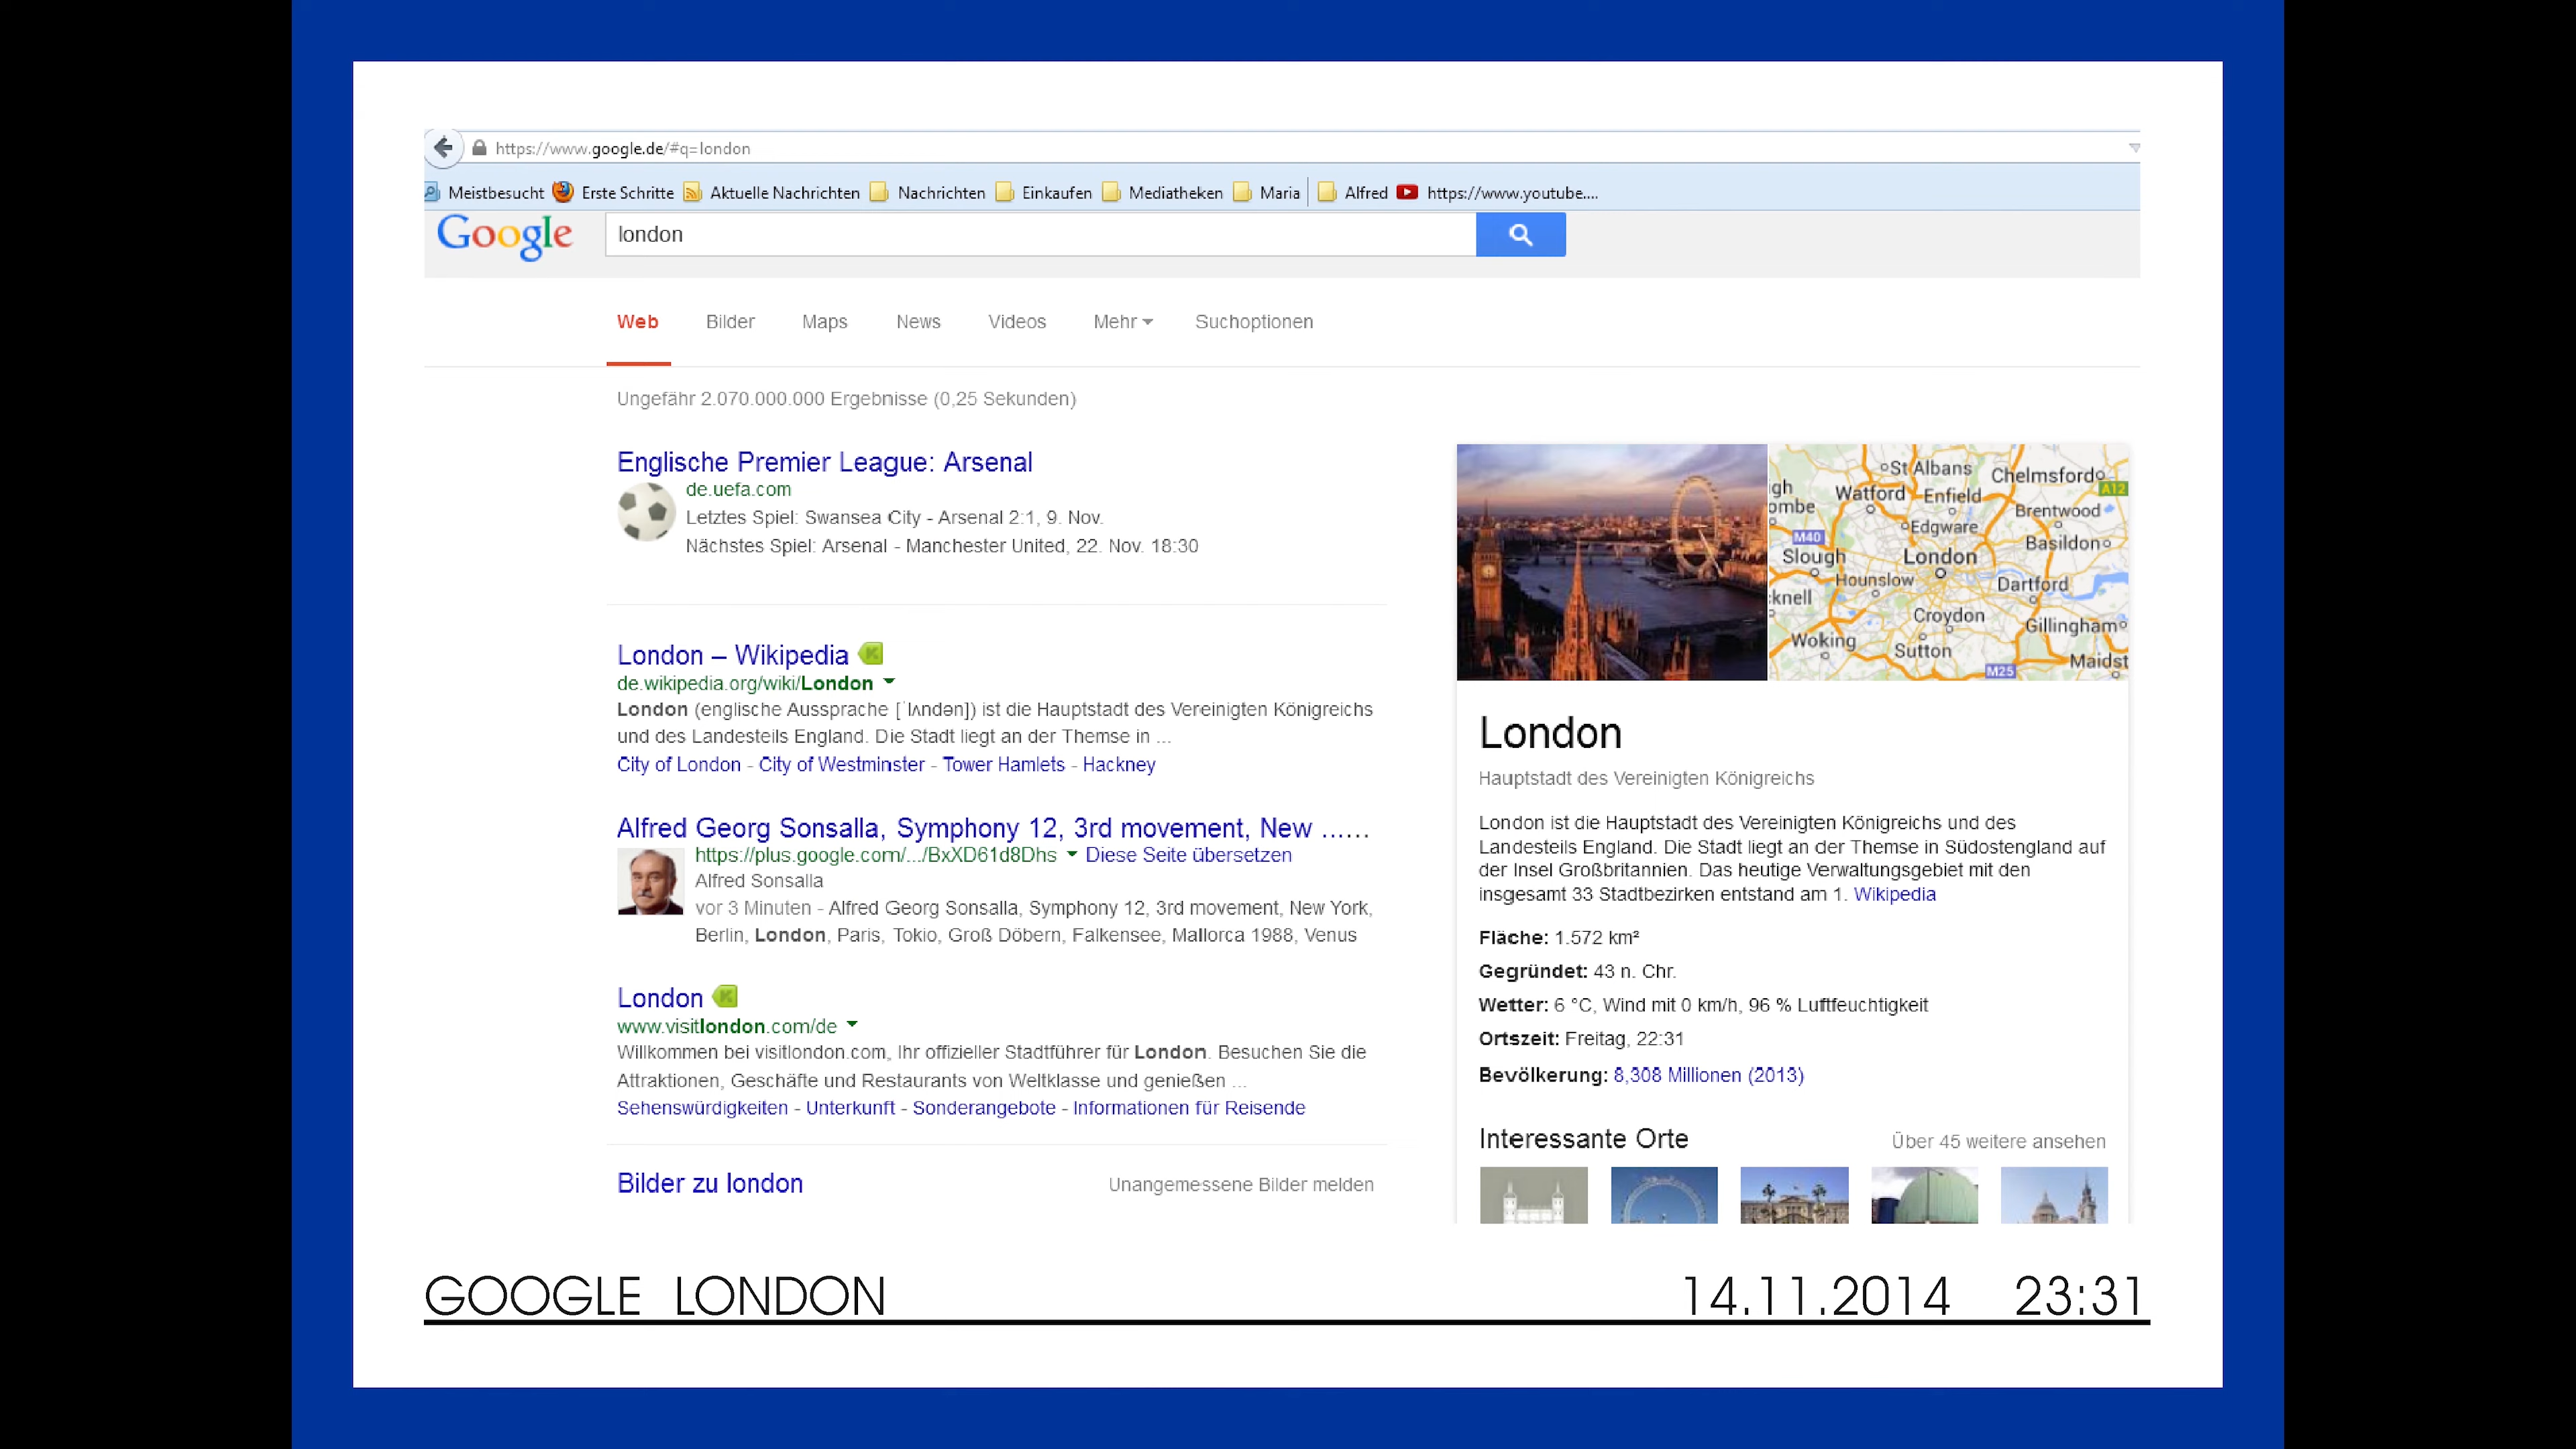 https://www.google.de/#q=london
Meistbesucht Erste Schritte Aktuelle Nachrichten Nachrichten Einkaufen Mediatheken Maria Alfred https://www.youtube....
Google london
Web Bilder Maps News Videos Mehr Suchoptionen
Ungefähr 2.070.000.000 Ergebnisse (0,25 Sekunden)
Englische Premier League: Arsenal
de.uefa.com
Letztes Spiel: Swansea City - Arsenal 2:1, 9. Nov.
Nächstes Spiel: Arsenal - Manchester United, 22. Nov. 18:30
London – Wikipedia
de.wikipedia.org/wiki/London
London (englische Aussprache [ˈlʌndən]) ist die Hauptstadt des Vereinigten Königreichs
und des Landesteils England. Die Stadt liegt an der Themse in ...
City of London - City of Westminster - Tower Hamlets - Hackney
Alfred Georg Sonsalla, Symphony 12, 3rd movement, New ......
https://plus.google.com/.../BxXD61d8Dhs Diese Seite übersetzen
Alfred Sonsalla
vor 3 Minuten - Alfred Georg Sonsalla, Symphony 12, 3rd movement, New York,
Berlin, London, Paris, Tokio, Groß Döbern, Falkensee, Mallorca 1988, Venus
London
www.visitlondon.com/de
Willkommen bei visitlondon.com, Ihr offizieller Stadtführer für London. Besuchen Sie die
Attraktionen, Geschäfte und Restaurants von Weltklasse und genießen ...
Sehenswürdigkeiten - Unterkunft - Sonderangebote - Informationen für Reisende
Bilder zu london Unangemessene Bilder melden
St Albans Chelmsford
gh Watford Enfield A12
ombe Brentwood
Edgware
M40 Basildon
Slough London
Hounslow Dartford
knell
Croydon Gillingham
Woking Sutton
M25 Maidst
London
Hauptstadt des Vereinigten Königreichs
London ist die Hauptstadt des Vereinigten Königreichs und des
Landesteils England. Die Stadt liegt an der Themse in Südostengland auf
der Insel Großbritannien. Das heutige Verwaltungsgebiet mit den
insgesamt 33 Stadtbezirken entstand am 1. Wikipedia
Fläche: 1.572 km²
Gegründet: 43 n. Chr.
Wetter: 6 °C, Wind mit 0 km/h, 96 % Luftfeuchtigkeit
Ortszeit: Freitag, 22:31
Bevölkerung: 8,308 Millionen (2013)
Interessante Orte Über 45 weitere ansehen
GOOGLE LONDON 14.11.2014 23:31